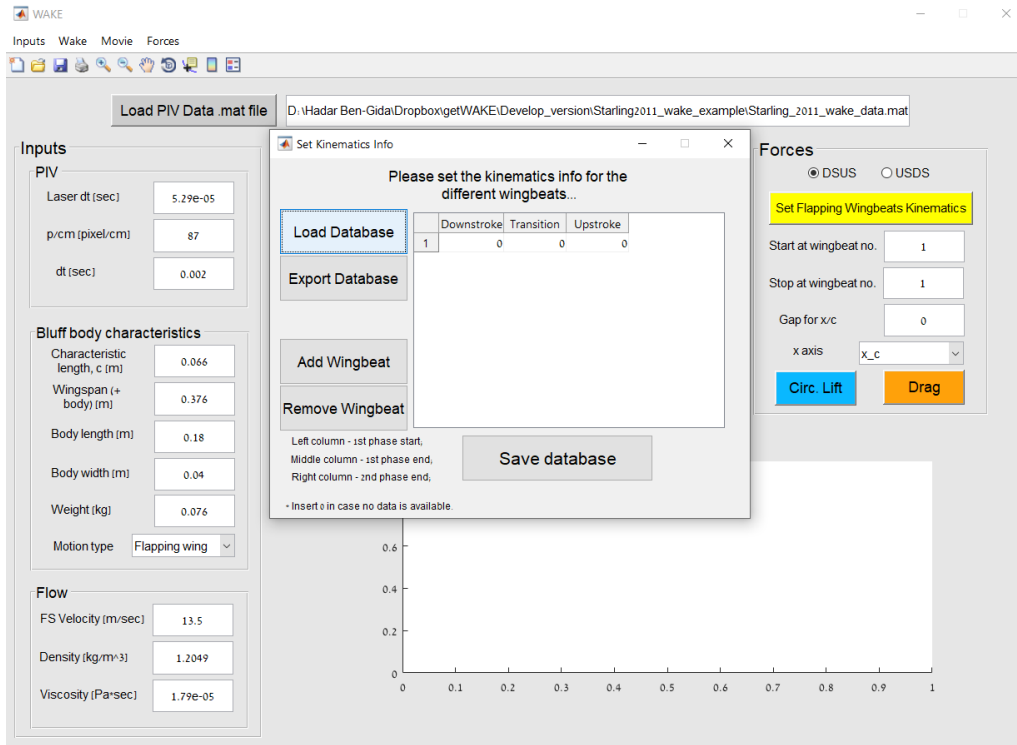 WAKE
Inputs Wake Movie Forces
Load PIV Data .mat file
D:\Hadar Ben-Gida\Dropbox\getWAKE\Develop_version\Starling2011_wake_example\Starling_2011_wake_data.mat
Inputs
PIV
Laser dt [sec] 5.29e-05
p/cm [pixel/cm] 87
dt [sec] 0.002
Bluff body characteristics
Characteristic
length, c [m] 0.066
Wingspan (+
body) [m] 0.376
Body length [m] 0.18
Body width [m] 0.04
Weight [kg] 0.076
Motion type Flapping wing
Flow
FS Velocity [m/sec] 13.5
Density [kg/m^3] 1.2049
Viscosity [Pa*sec] 1.79e-05
Set Kinematics Info
Please set the kinematics info for the
different wingbeats...
Load Database
Export Database
Add Wingbeat
Remove Wingbeat
Downstroke Transition Upstroke
1 0 0 0
Left column - 1st phase start,
Middle column - 1st phase end,
Right column - 2nd phase end,
* Insert 0 in case no data is available.
Save database
Forces
DSUS USDS
Set Flapping Wingbeats Kinematics
Start at wingbeat no. 1
Stop at wingbeat no. 1
Gap for x/c 0
x axis x_c
Circ. Lift Drag
0.6
0.4
0.2
0
0 0.1 0.2 0.3 0.4 0.5 0.6 0.7 0.8 0.9 1